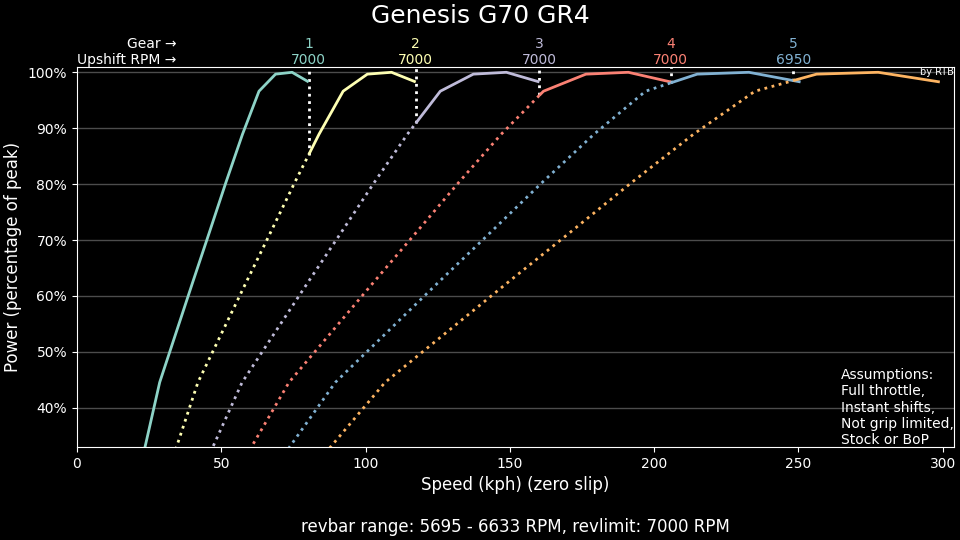 Genesis G70 GR4
Gear → 1 2 3 4 5
Upshift RPM → 7000 7000 7000 7000 6950
by RTB
100%
90%
80%
70%
60%
50%
40%
Power (percentage of peak)
Assumptions:
Full throttle,
Instant shifts,
Not grip limited,
Stock or BoP
0 50 100 150 200 250 300
Speed (kph) (zero slip)
revbar range: 5695 - 6633 RPM, revlimit: 7000 RPM